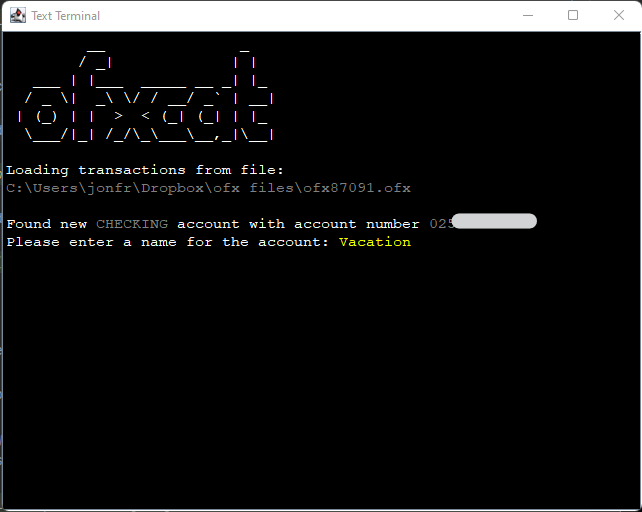 Text Terminal
ofxcat
Loading transactions from file:
C:\Users\jonfr\Dropbox\ofx files\ofx87091.ofx
Found new CHECKING account with account number 025
Please enter a name for the account: Vacation